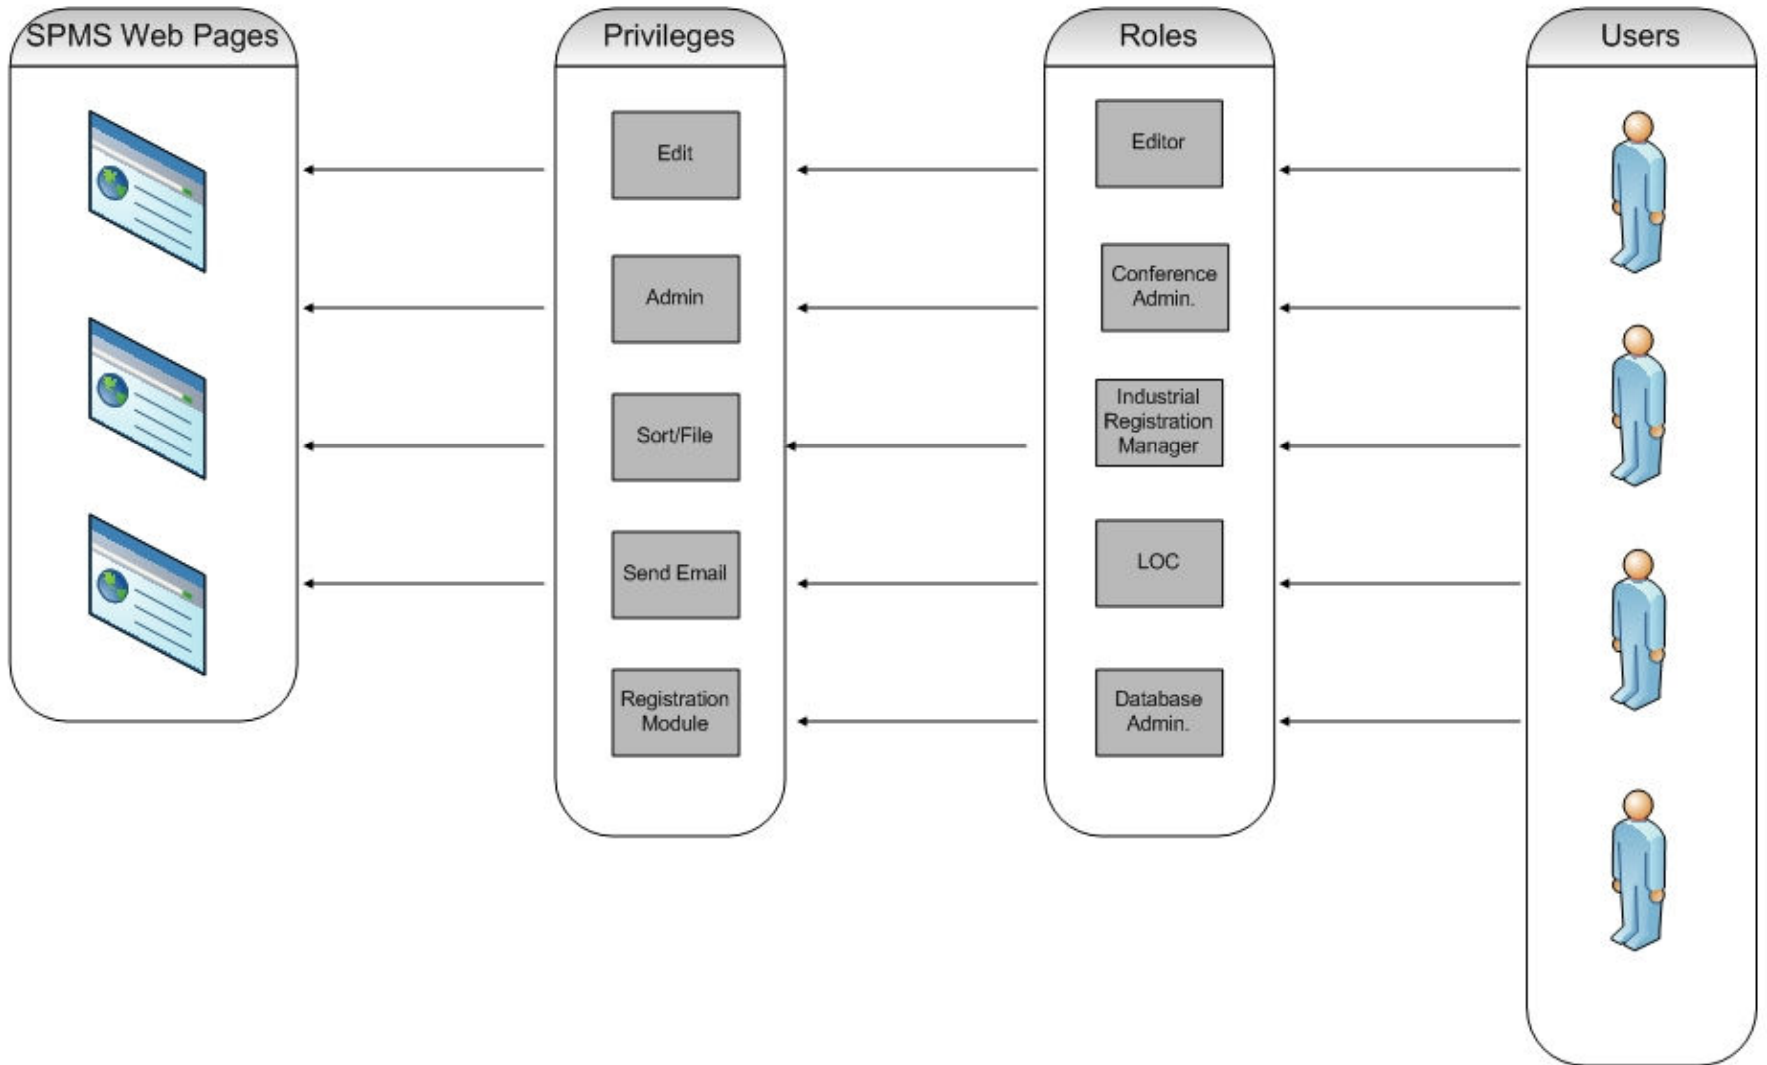 SPMS Web Pages
Privileges
Roles
Users
Edit
Admin
Sort/File
Send Email
Registration
Module
Editor
Conference
Admin.
Industrial
Registration
Manager
LOC
Database
Admin.